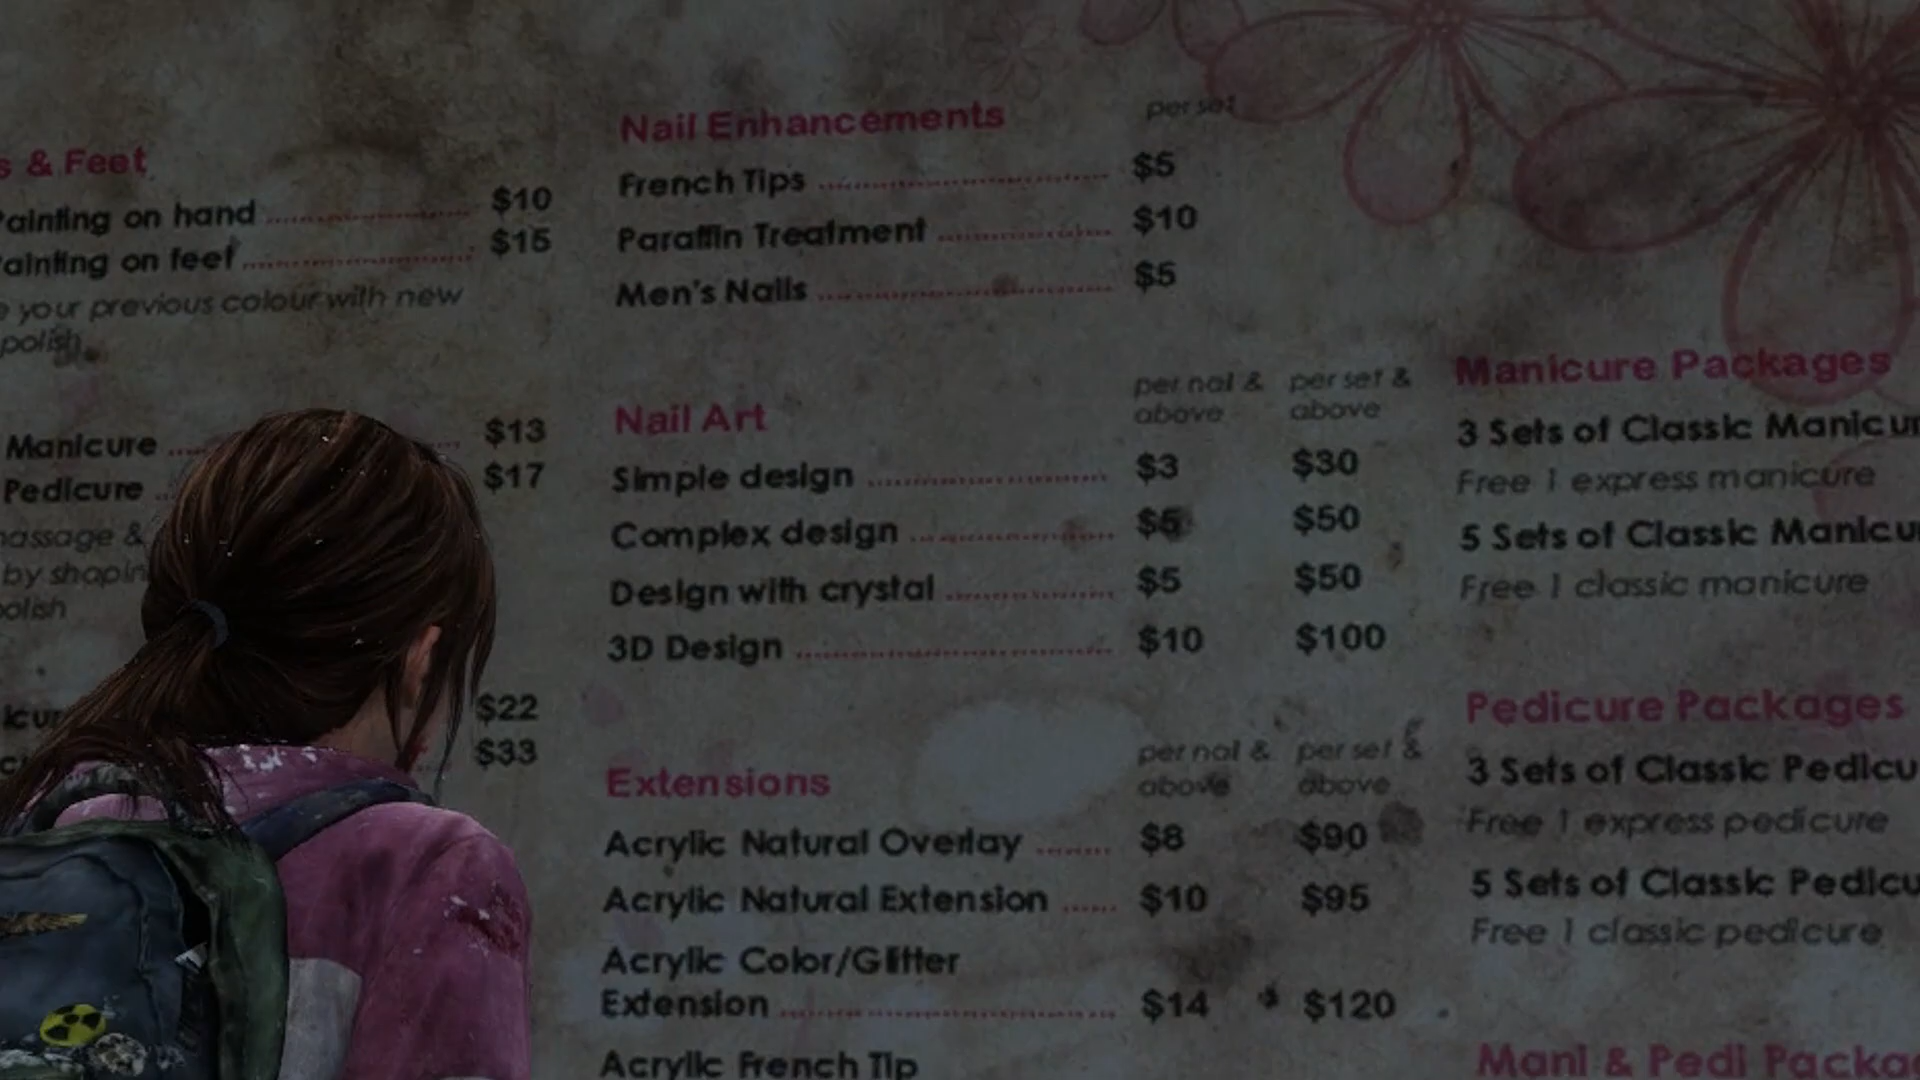 s & Feet
Painting on hand $10
Painting on feet $15
e your previous colour with new
polish
Manicure $13
Pedicure $17
massage &
by shapin
polish
icur $22
$33
Nail Enhancements per set
French Tips $5
Paraffin Treatment $10
Men's Nails $5
Nail Art per nail & above per set & above
Simple design $3 $30
Complex design $5 $50
Design with crystal $5 $50
3D Design $10 $100
Extensions per nail & above per set & above
Acrylic Natural Overlay $8 $90
Acrylic Natural Extension $10 $95
Acrylic Color/Glitter
Extension $14 $120
Acrylic French Tip
Manicure Packages
3 Sets of Classic Manicur
Free 1 express manicure
5 Sets of Classic Manicu
Free 1 classic manicure
Pedicure Packages
3 Sets of Classic Pedicu
Free 1 express pedicure
5 Sets of Classic Pedicu
Free 1 classic pedicure
Mani & Pedi Packa